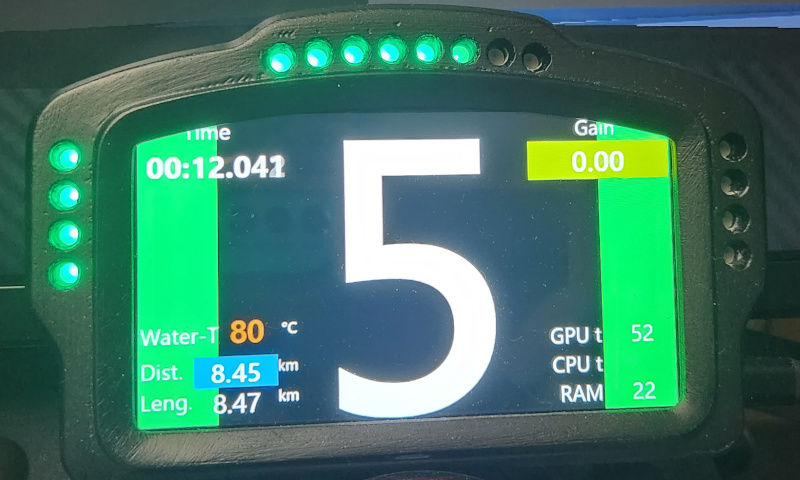 Time
00:12.041
Gain
0.00
5
Water-T 80 °C
Dist. 8.45 km
Leng. 8.47 km
GPU t 52
CPU t
RAM 22